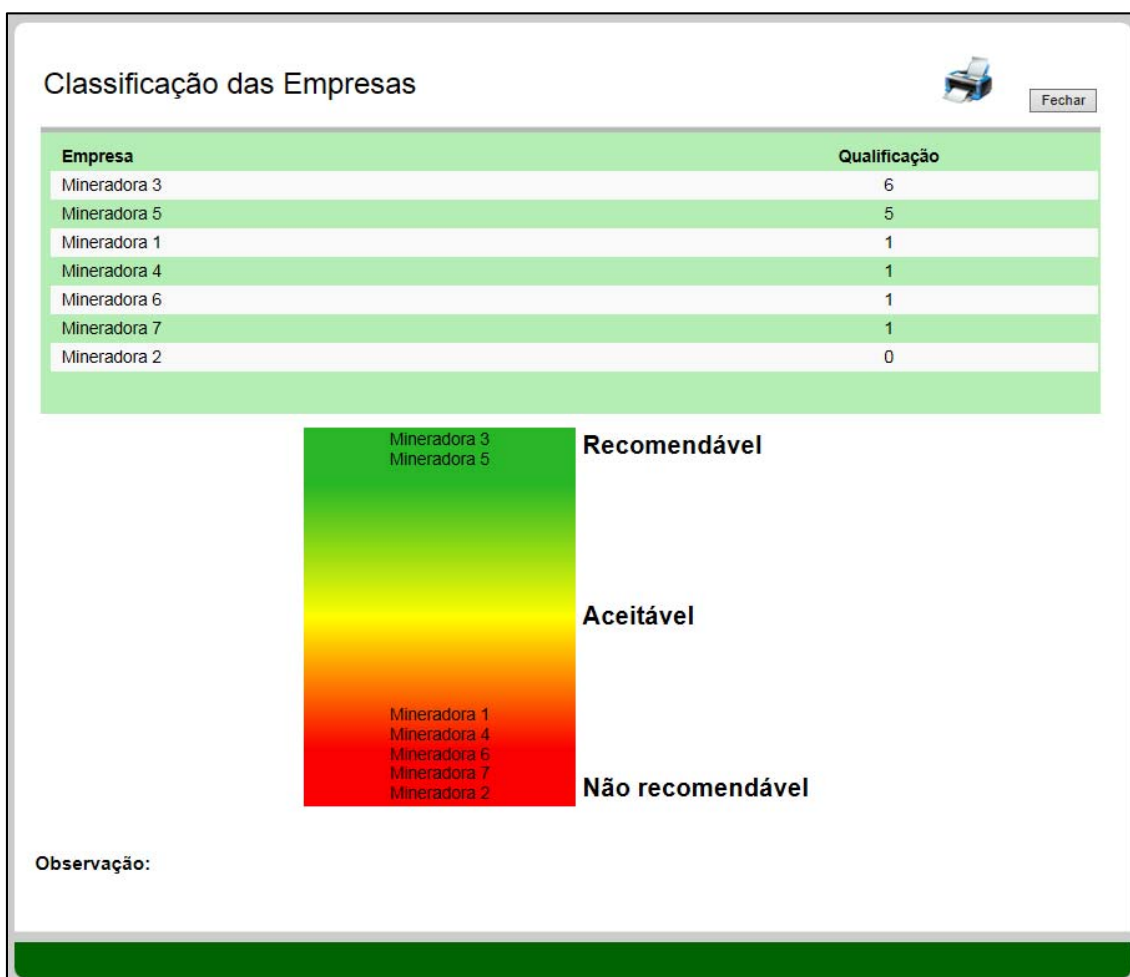 Classificação das Empresas
Fechar
Empresa Qualificação
Mineradora 3 6
Mineradora 5 5
Mineradora 1 1
Mineradora 4 1
Mineradora 6 1
Mineradora 7 1
Mineradora 2 0
Mineradora 3 Recomendável
Mineradora 5
Aceitável
Mineradora 1
Mineradora 4
Mineradora 6
Mineradora 7
Mineradora 2 Não recomendável
Observação: